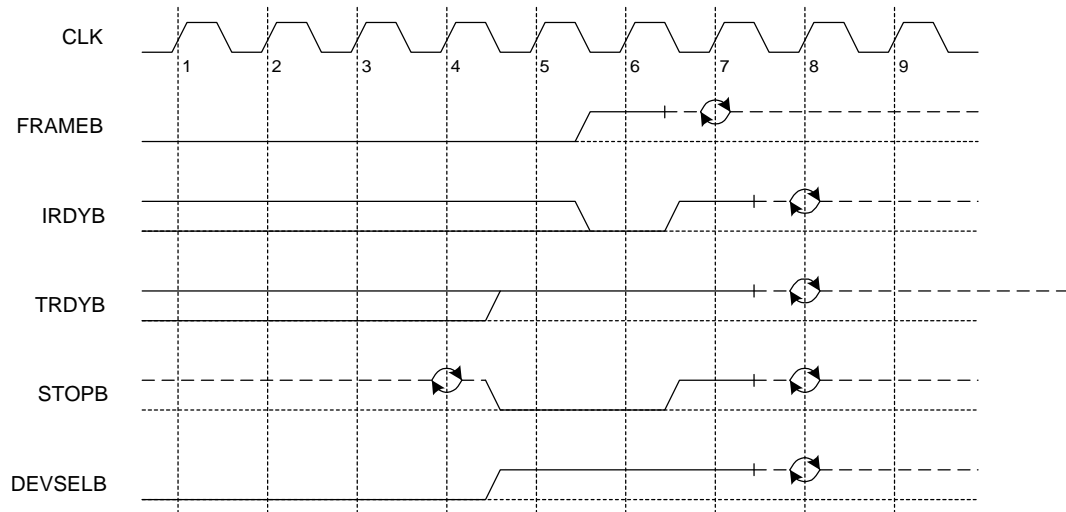 CLK
1 2 3 4 5 6 7 8 9
FRAMEB
IRDYB
TRDYB
STOPB
DEVSELB